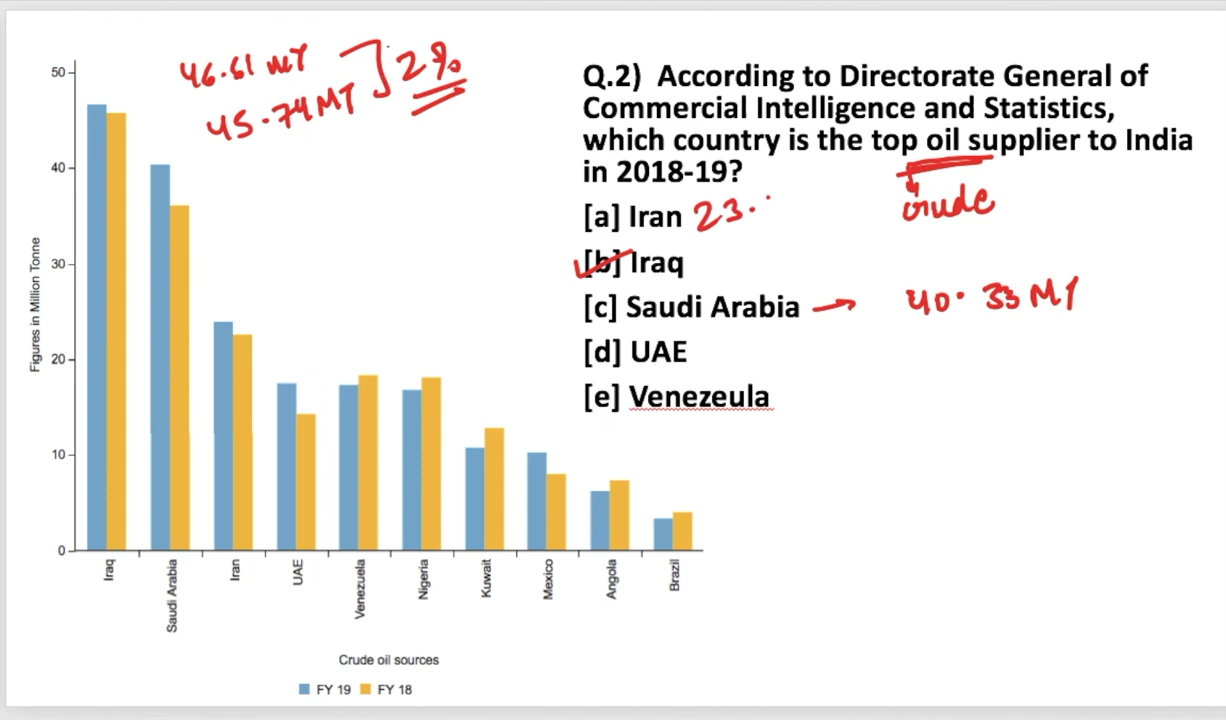 46.61 MT
45.74 MT
2%
Q.2) According to Directorate General of
Commercial Intelligence and Statistics,
which country is the top oil supplier to India
in 2018-19?
crude
[a] Iran 23..
[b] Iraq
[c] Saudi Arabia → 40.33 MT
[d] UAE
[e] Venezeula
Figures in Million Tonne
50
40
30
20
10
0
Iraq
Saudi Arabia
Iran
UAE
Venezuela
Nigeria
Kuwait
Mexico
Angola
Brazil
Crude oil sources
FY 19 FY 18